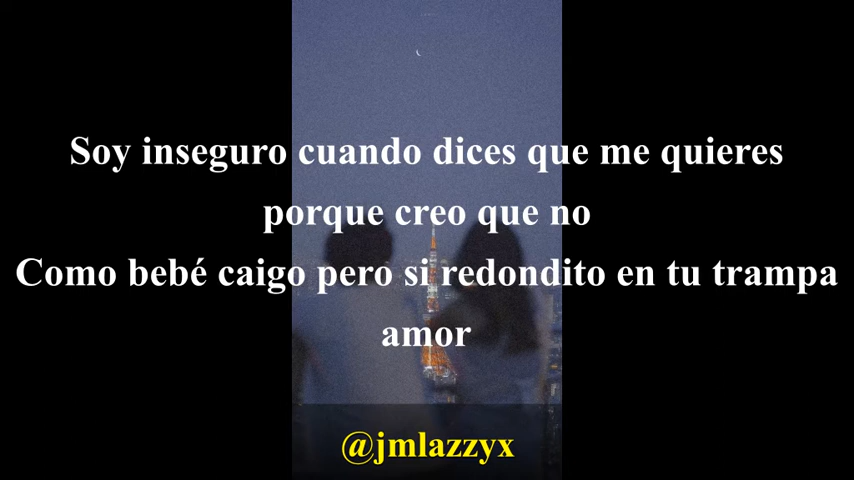 Soy inseguro cuando dices que me quieres
porque creo que no
Como bebé caigo pero si redondito en tu trampa
amor
@jmlazzyx